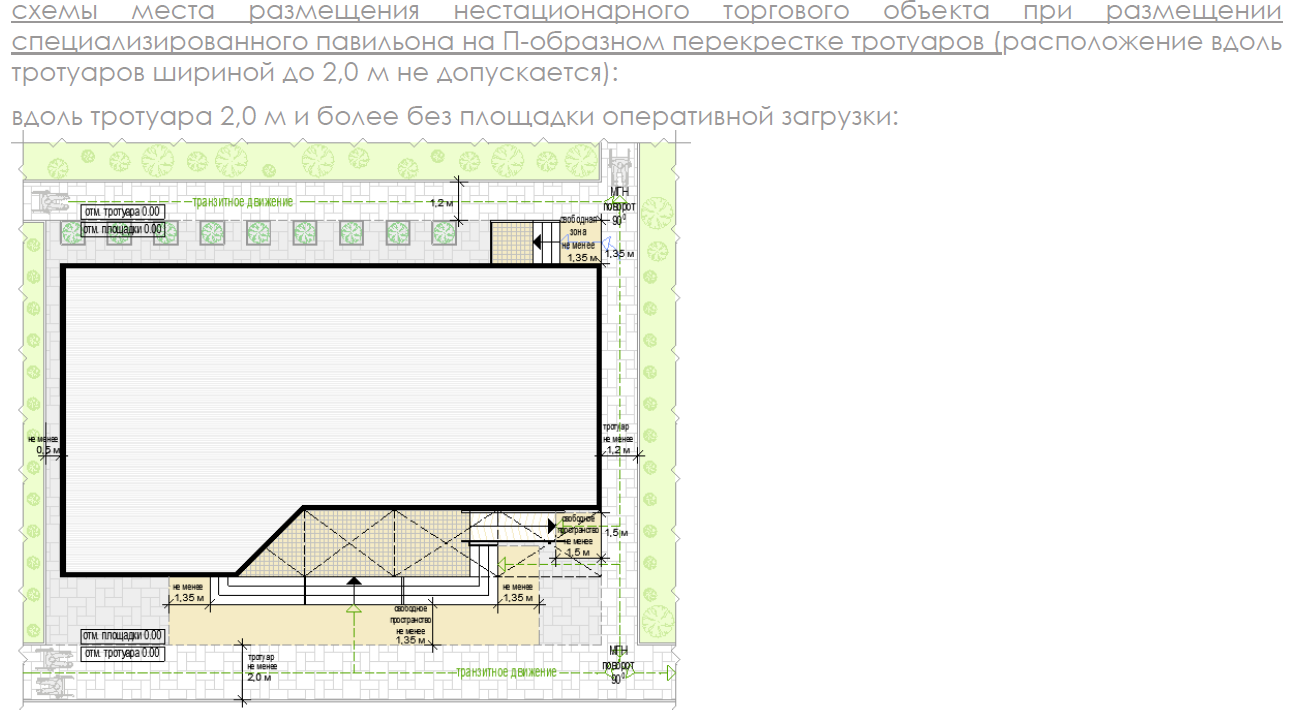 схемы места размещения нестационарного торгового объекта при размещении
специализированного павильона на П-образном перекрестке тротуаров (расположение вдоль
тротуаров шириной до 2,0 м не допускается):
вдоль тротуара 2,0 м и более без площадки оперативной загрузки:
транзитное движение
1,2 м
МГН
поворот
90⁰
отм. тротуара 0.00
отм. площадки 0.00
свободная
зона
не менее
1,35 м
1,35 м
не менее
0,5 м
тротуар
не менее
1,2 м
свободное
пространство
не менее
1,5 м
1,5 м
не менее
1,35 м
не менее
1,35 м
свободное
пространство
не менее
1,35 м
отм. площадки 0.00
отм. тротуара 0.00
тротуар
не менее
2,0 м
транзитное движение
МГН
поворот
90⁰